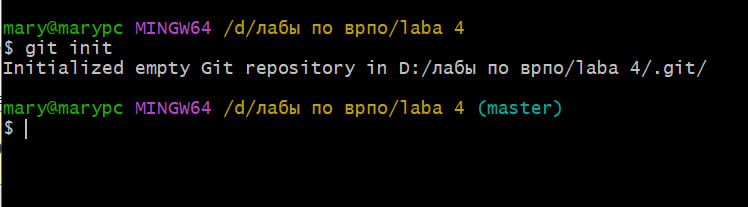 mary@marypc MINGW64 /d/лабы по врпо/laba 4
$ git init
Initialized empty Git repository in D:/лабы по врпо/laba 4/.git/
mary@marypc MINGW64 /d/лабы по врпо/laba 4 (master)
$